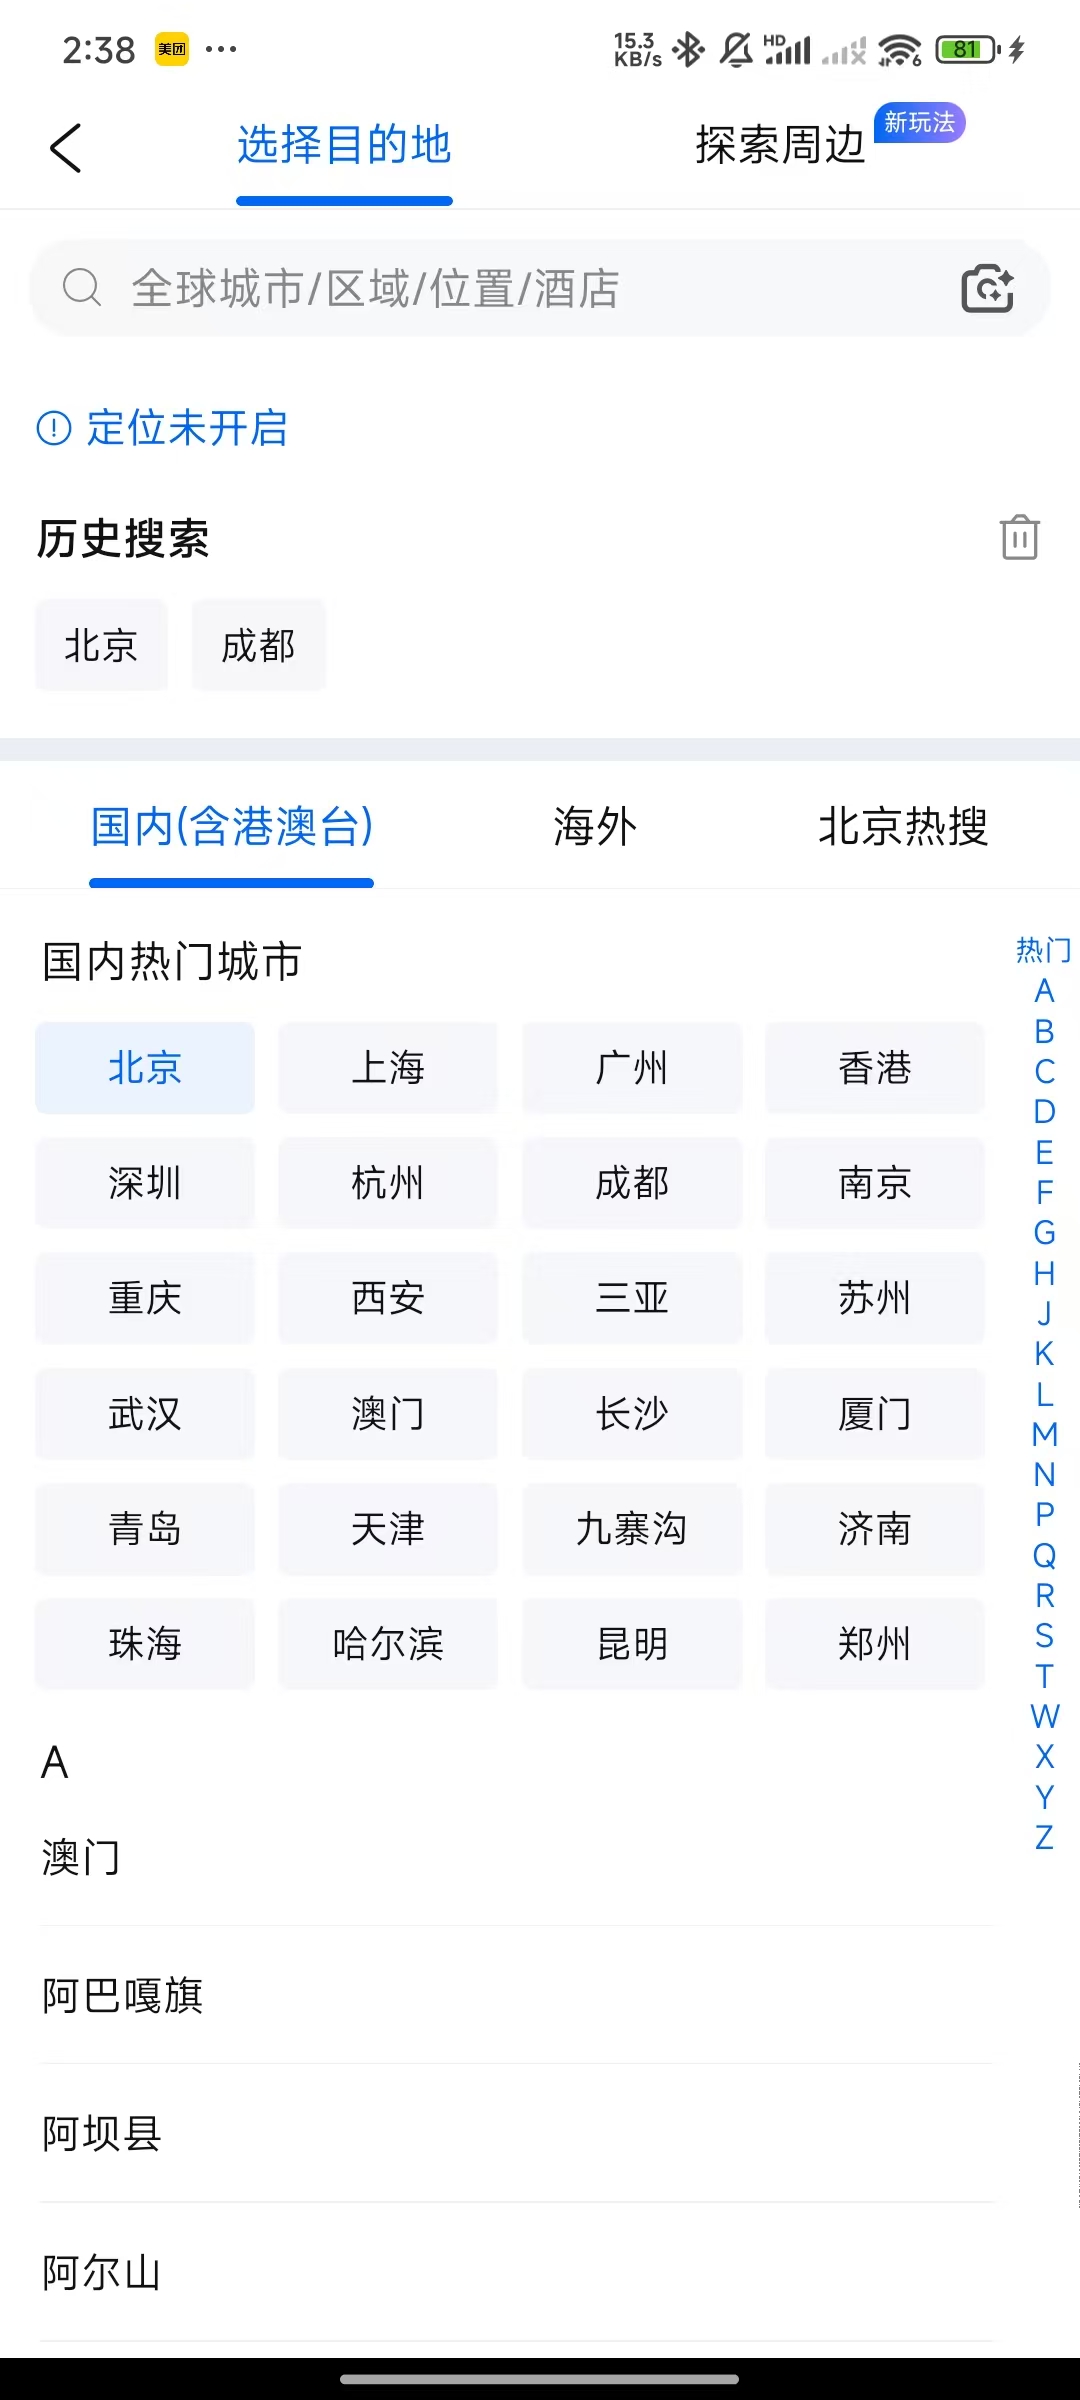 2:38 美团 ... 15.3 KB/s HD 6 81
选择目的地 探索周边 新玩法
全球城市/区域/位置/酒店
定位未开启
历史搜索
北京 成都
国内(含港澳台) 海外 北京热搜
国内热门城市
北京 上海 广州 香港
深圳 杭州 成都 南京
重庆 西安 三亚 苏州
武汉 澳门 长沙 厦门
青岛 天津 九寨沟 济南
珠海 哈尔滨 昆明 郑州
A
澳门
阿巴嘎旗
阿坝县
阿尔山
热门
A
B
C
D
E
F
G
H
J
K
L
M
N
P
Q
R
S
T
W
X
Y
Z